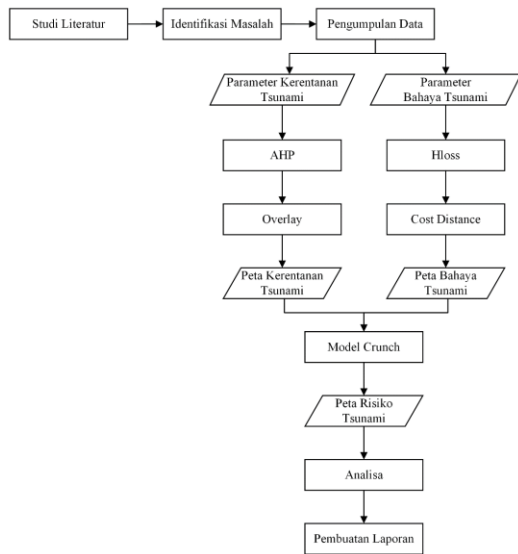 Studi Literatur
Identifikasi Masalah
Pengumpulan Data
Parameter Kerentanan
Tsunami
Parameter
Bahaya Tsunami
AHP
Hloss
Overlay
Cost Distance
Peta Kerentanan
Tsunami
Peta Bahaya
Tsunami
Model Crunch
Peta Risiko
Tsunami
Analisa
Pembuatan Laporan